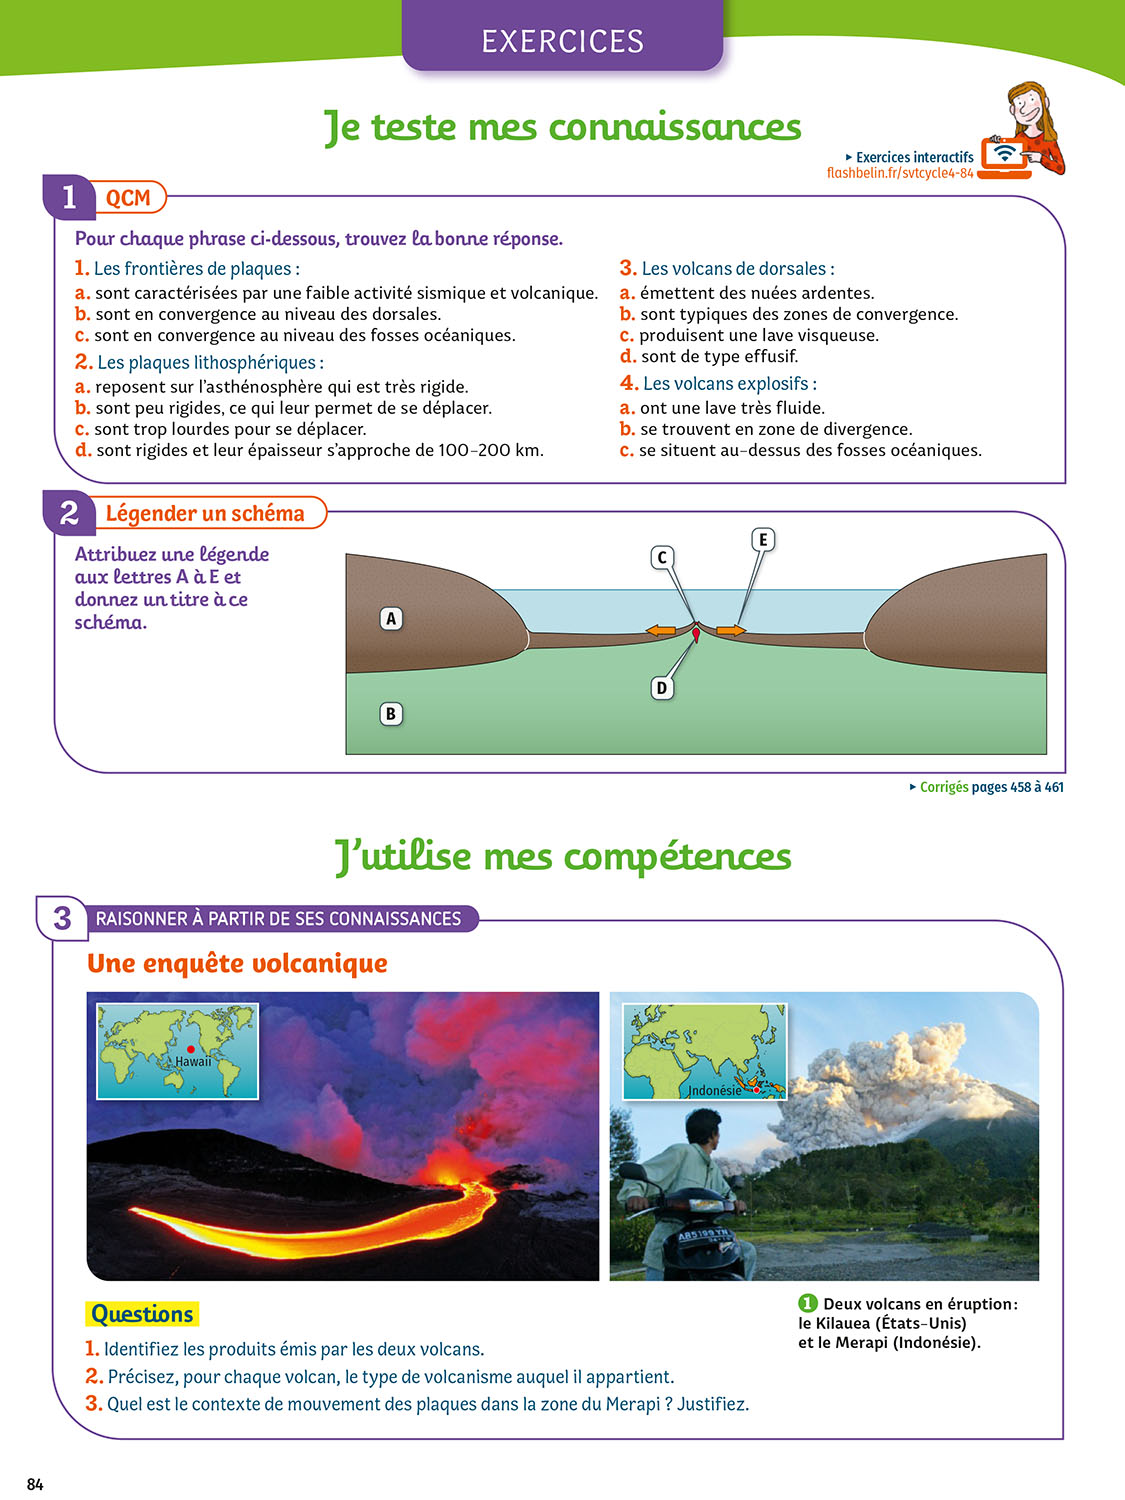 EXERCICES
Je teste mes connaissances
Exercices interactifs
flashbelin.fr/svtcycle4-84
1 QCM
Pour chaque phrase ci-dessous, trouvez la bonne réponse.
1. Les frontières de plaques :
a. sont caractérisées par une faible activité sismique et volcanique.
b. sont en convergence au niveau des dorsales.
c. sont en convergence au niveau des fosses océaniques.
2. Les plaques lithosphériques :
a. reposent sur l'asthénosphère qui est très rigide.
b. sont peu rigides, ce qui leur permet de se déplacer.
c. sont trop lourdes pour se déplacer.
d. sont rigides et leur épaisseur s'approche de 100-200 km.
3. Les volcans de dorsales :
a. émettent des nuées ardentes.
b. sont typiques des zones de convergence.
c. produisent une lave visqueuse.
d. sont de type effusif.
4. Les volcans explosifs :
a. ont une lave très fluide.
b. se trouvent en zone de divergence.
c. se situent au-dessus des fosses océaniques.
2 Légender un schéma
Attribuez une légende
aux lettres A à E et
donnez un titre à ce
schéma.
E
C
A
D
B
Corrigés pages 458 à 461
J'utilise mes compétences
3 RAISONNER À PARTIR DE SES CONNAISSANCES
Une enquête volcanique
Hawaii
Indonésie
AB5199 YN
Questions
1. Identifiez les produits émis par les deux volcans.
2. Précisez, pour chaque volcan, le type de volcanisme auquel il appartient.
3. Quel est le contexte de mouvement des plaques dans la zone du Merapi ? Justifiez.
1 Deux volcans en éruption :
le Kilauea (États-Unis)
et le Merapi (Indonésie).
84